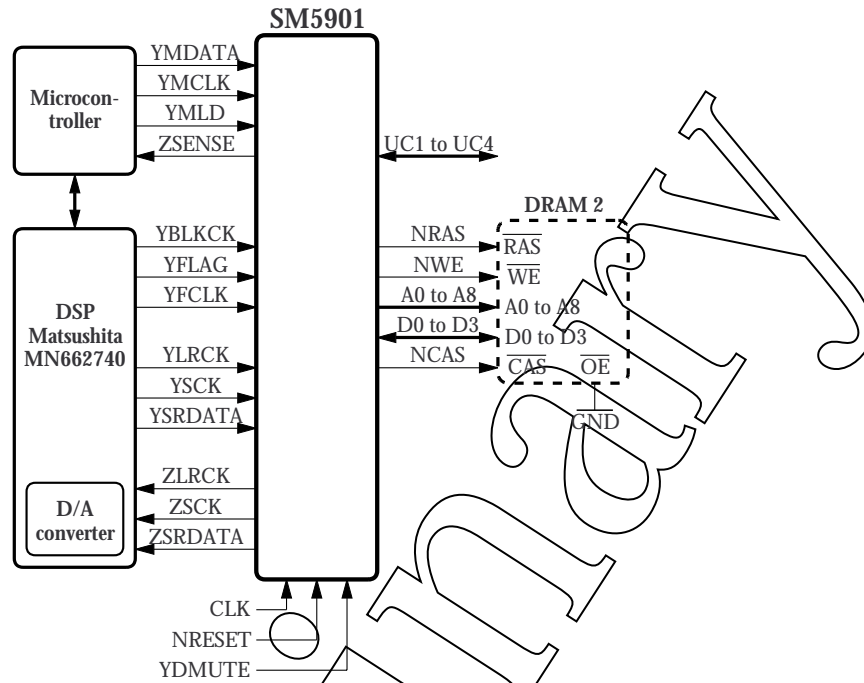 SM5901
Microcon-
troller
YMDATA
YMCLK
YMLD
ZSENSE
UC1 to UC4
DSP
Matsushita
MN662740
YBLKCK
YFLAG
YFCLK
YLRCK
YSCK
YSRDATA
ZLRCK
ZSCK
ZSRDATA
D/A
converter
DRAM 2
NRAS
NWE
A0 to A8
D0 to D3
NCAS
RAS
WE
A0 to A8
D0 to D3
CAS OE
GND
CLK
NRESET
YDMUTE
inary